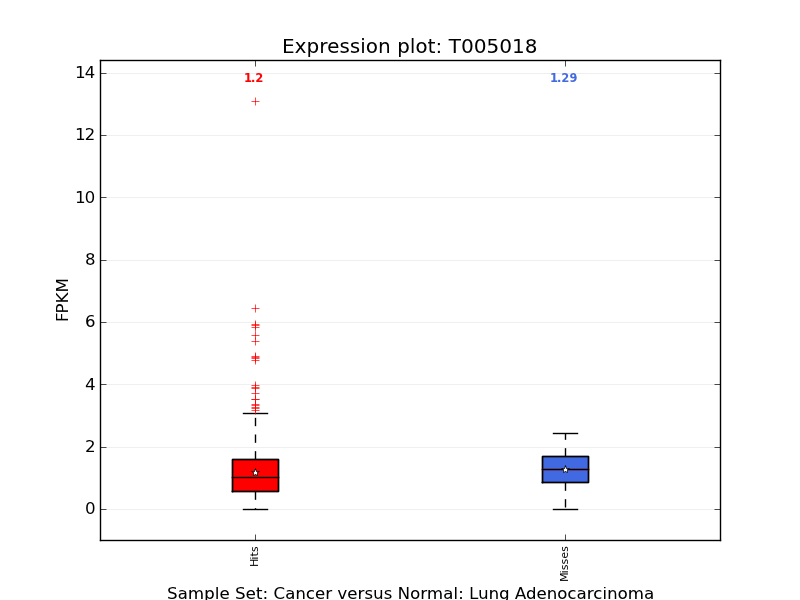 Expression plot: T005018
1.2
1.29
14
12
10
8
6
4
2
0
FPKM
Hits
Misses
Sample Set: Cancer versus Normal: Lung Adenocarcinoma